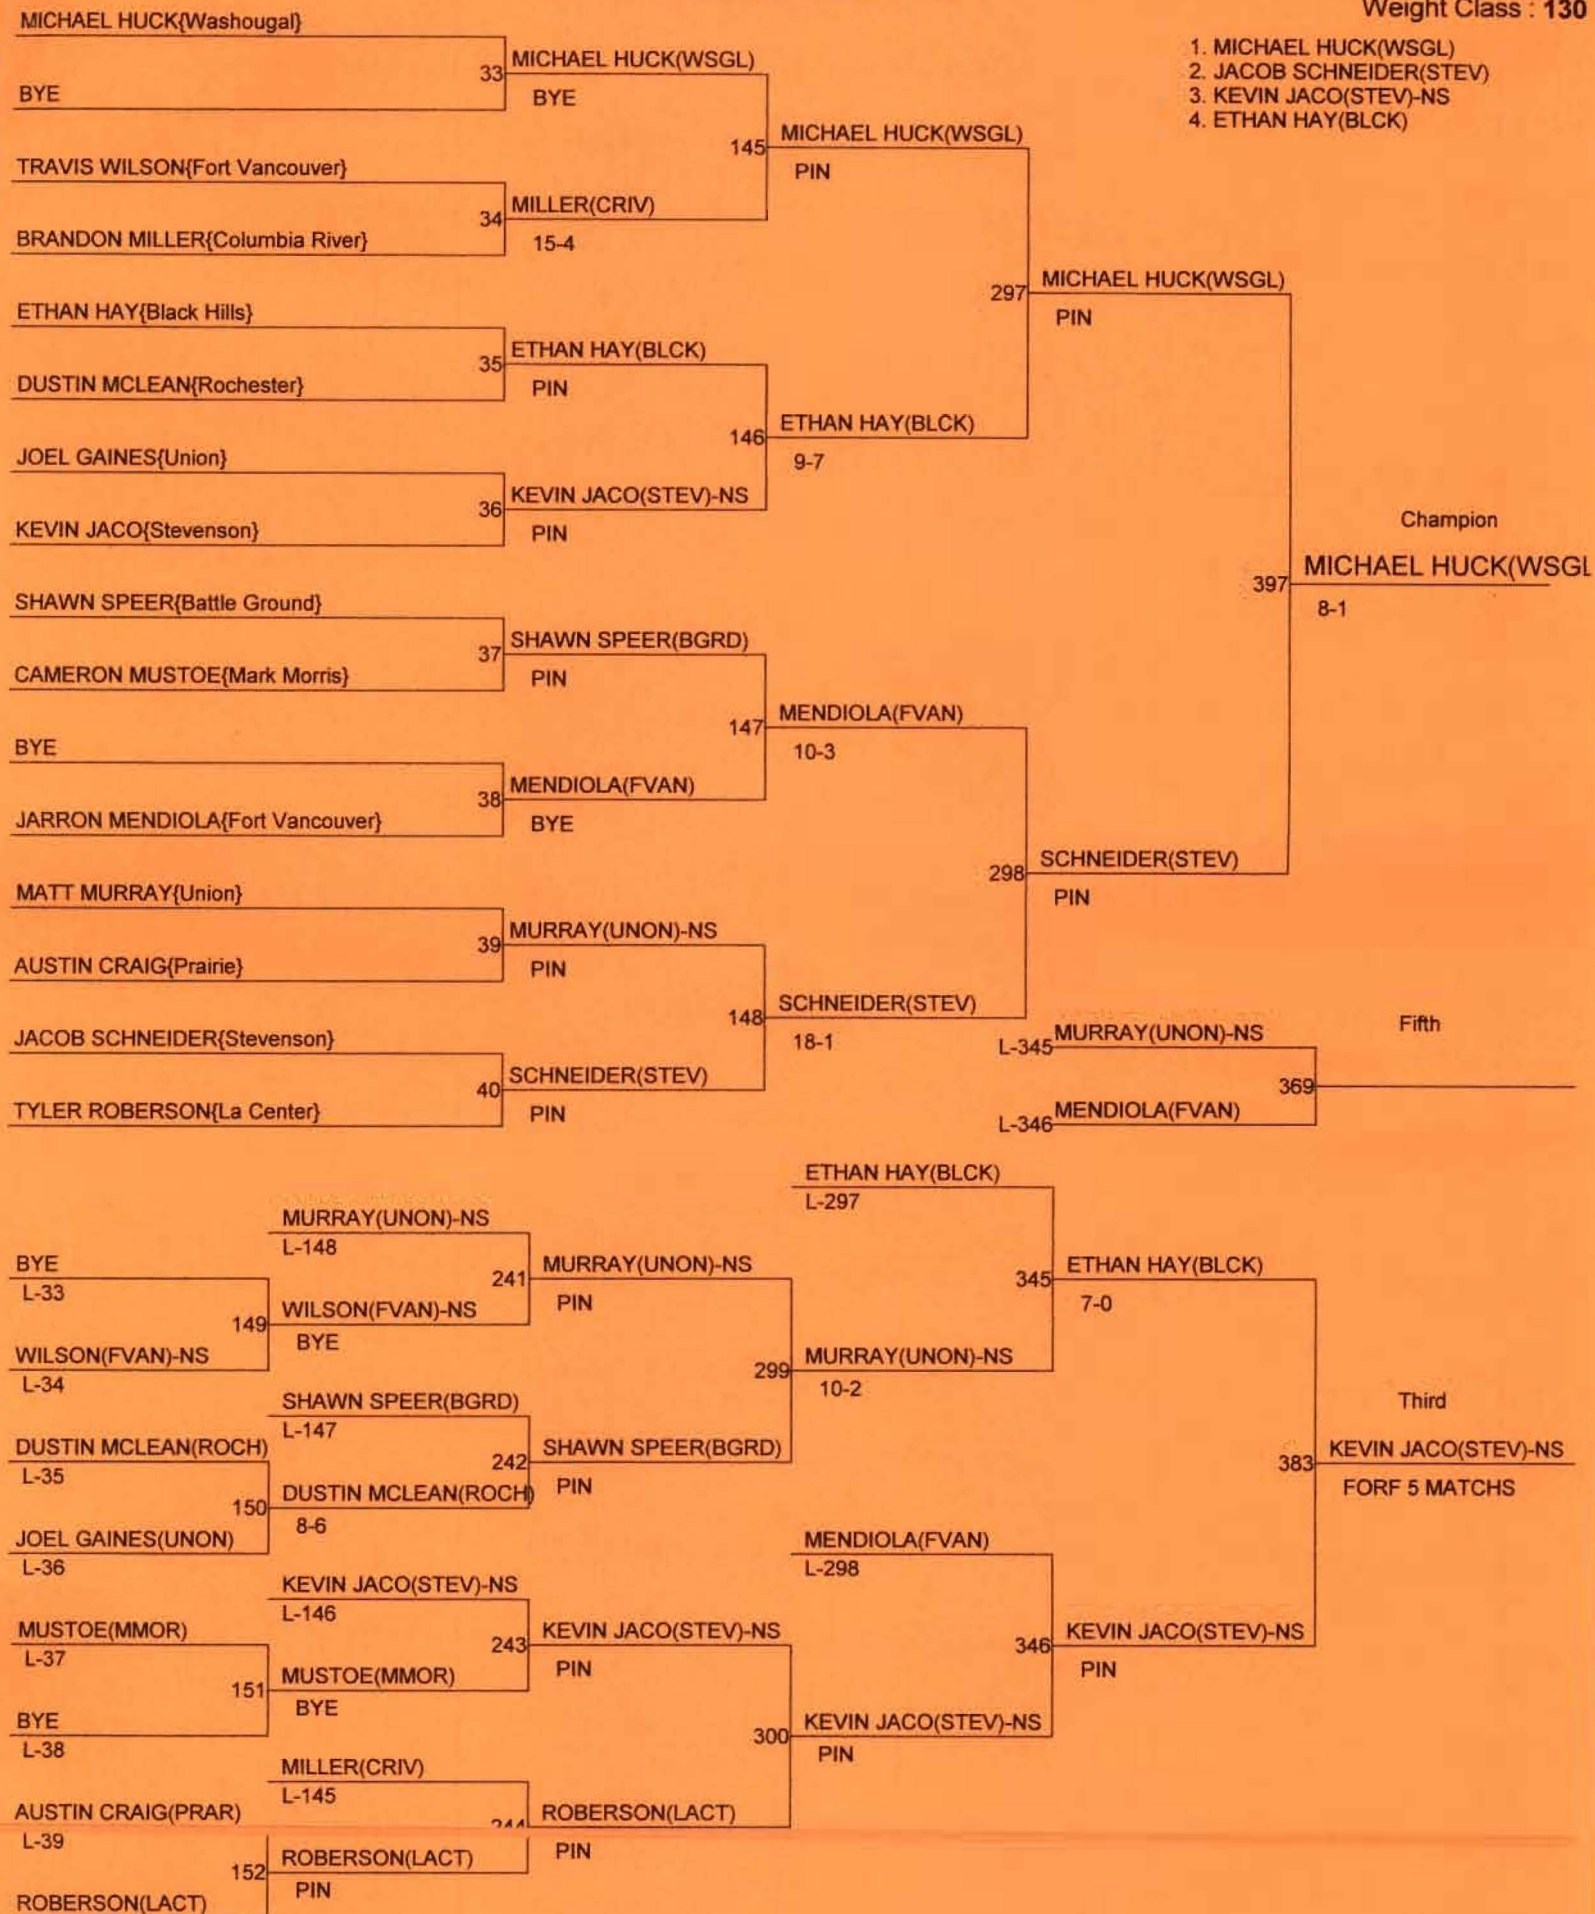 Weight Class : 130
1. MICHAEL HUCK(WSGL)
2. JACOB SCHNEIDER(STEV)
3. KEVIN JACO(STEV)-NS
4. ETHAN HAY(BLCK)
MICHAEL HUCK{Washougal}
33
MICHAEL HUCK(WSGL)
BYE
BYE
145
MICHAEL HUCK(WSGL)
PIN
TRAVIS WILSON{Fort Vancouver}
34
MILLER(CRIV)
15-4
BRANDON MILLER{Columbia River}
297
MICHAEL HUCK(WSGL)
PIN
ETHAN HAY{Black Hills}
35
ETHAN HAY(BLCK)
PIN
DUSTIN MCLEAN{Rochester}
146
ETHAN HAY(BLCK)
9-7
JOEL GAINES{Union}
36
KEVIN JACO(STEV)-NS
PIN
KEVIN JACO{Stevenson}
Champion
397
MICHAEL HUCK(WSGL
8-1
SHAWN SPEER{Battle Ground}
37
SHAWN SPEER(BGRD)
PIN
CAMERON MUSTOE{Mark Morris}
147
MENDIOLA(FVAN)
10-3
BYE
38
MENDIOLA(FVAN)
BYE
JARRON MENDIOLA{Fort Vancouver}
298
SCHNEIDER(STEV)
PIN
MATT MURRAY{Union}
39
MURRAY(UNON)-NS
PIN
AUSTIN CRAIG{Prairie}
148
SCHNEIDER(STEV)
18-1
JACOB SCHNEIDER{Stevenson}
40
SCHNEIDER(STEV)
PIN
TYLER ROBERSON{La Center}
Fifth
L-345
MURRAY(UNON)-NS
369
L-346
MENDIOLA(FVAN)
ETHAN HAY(BLCK)
L-297
MURRAY(UNON)-NS
L-148
BYE
L-33
241
MURRAY(UNON)-NS
PIN
345
ETHAN HAY(BLCK)
7-0
149
WILSON(FVAN)-NS
BYE
WILSON(FVAN)-NS
L-34
299
MURRAY(UNON)-NS
10-2
SHAWN SPEER(BGRD)
L-147
Third
DUSTIN MCLEAN(ROCH)
L-35
242
SHAWN SPEER(BGRD)
PIN
383
KEVIN JACO(STEV)-NS
FORF 5 MATCHS
150
DUSTIN MCLEAN(ROCH)
8-6
JOEL GAINES(UNON)
L-36
MENDIOLA(FVAN)
L-298
KEVIN JACO(STEV)-NS
L-146
MUSTOE(MMOR)
L-37
243
KEVIN JACO(STEV)-NS
PIN
346
KEVIN JACO(STEV)-NS
PIN
151
MUSTOE(MMOR)
BYE
BYE
L-38
300
KEVIN JACO(STEV)-NS
PIN
MILLER(CRIV)
L-145
AUSTIN CRAIG(PRAR)
L-39
244
ROBERSON(LACT)
PIN
152
ROBERSON(LACT)
PIN
ROBERSON(LACT)